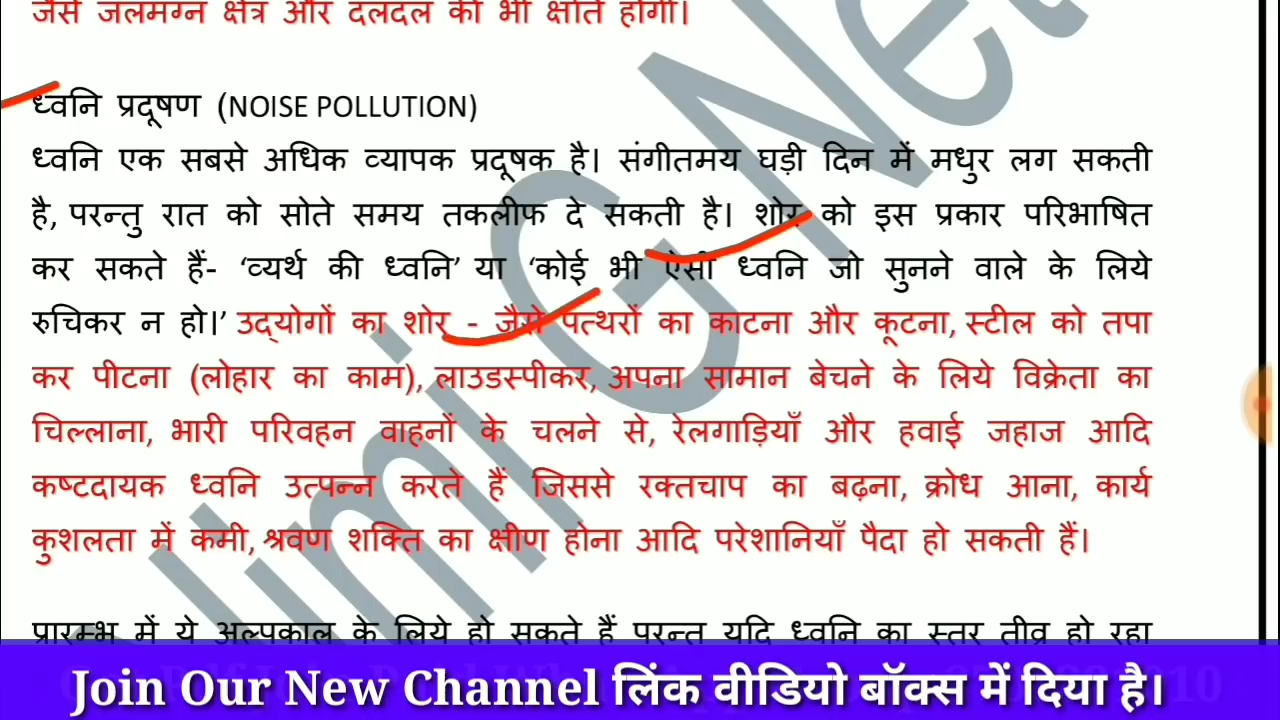 जैसे जलमग्न क्षेत्र और दलदल की भी क्षति होगी।
ध्वनि प्रदूषण (NOISE POLLUTION)
ध्वनि एक सबसे अधिक व्यापक प्रदूषक है। संगीतमय घड़ी दिन में मधुर लग सकती
है, परन्तु रात को सोते समय तकलीफ दे सकती है। शोर को इस प्रकार परिभाषित
कर सकते हैं- ‘व्यर्थ की ध्वनि’ या ‘कोई भी ऐसी ध्वनि जो सुनने वाले के लिये
रुचिकर न हो।’ उद्योगों का शोर - जैसे पत्थरों का काटना और कूटना, स्टील को तपा
कर पीटना (लोहार का काम), लाउडस्पीकर, अपना सामान बेचने के लिये विक्रेता का
चिल्लाना, भारी परिवहन वाहनों के चलने से, रेलगाड़ियाँ और हवाई जहाज आदि
कष्टदायक ध्वनि उत्पन्न करते हैं जिससे रक्तचाप का बढ़ना, क्रोध आना, कार्य
कुशलता में कमी, श्रवण शक्ति का क्षीण होना आदि परेशानियाँ पैदा हो सकती हैं।
प्रारम्भ में ये अल्पकाल के लिये हो सकते हैं परन्तु यदि ध्वनि का स्तर तीव्र हो रहा
Join Our New Channel लिंक वीडियो बॉक्स में दिया है।